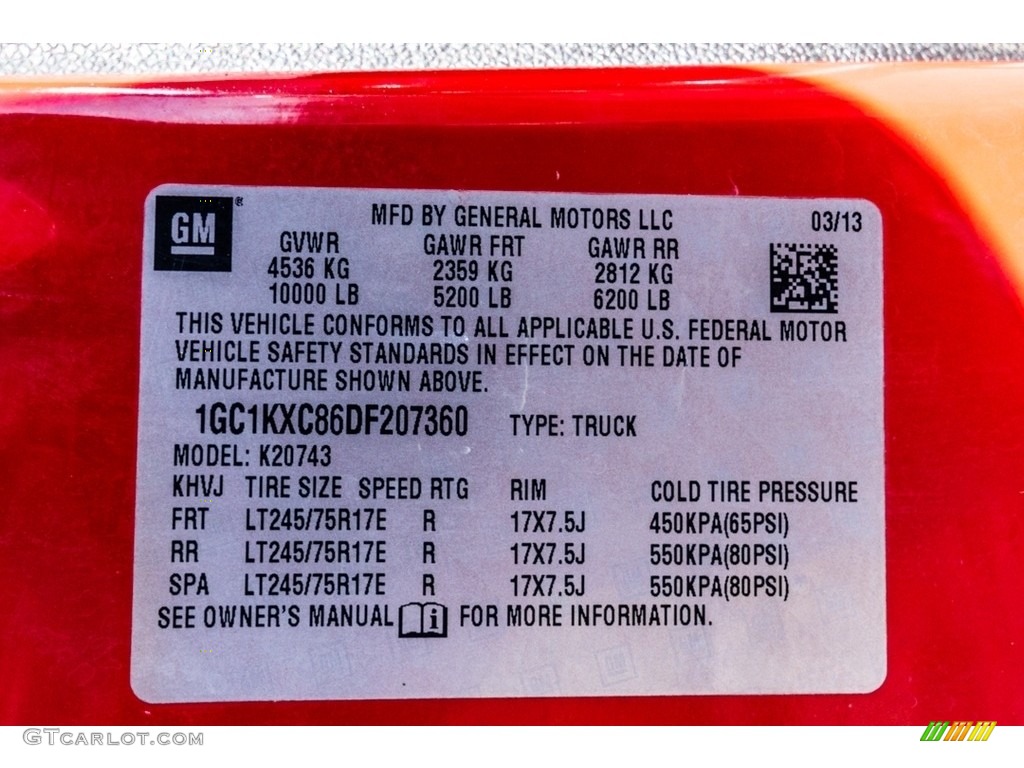 GM® MFD BY GENERAL MOTORS LLC 03/13
GVWR GAWR FRT GAWR RR
4536 KG 2359 KG 2812 KG
10000 LB 5200 LB 6200 LB
THIS VEHICLE CONFORMS TO ALL APPLICABLE U.S. FEDERAL MOTOR
VEHICLE SAFETY STANDARDS IN EFFECT ON THE DATE OF
MANUFACTURE SHOWN ABOVE.
1GC1KXC86DF207360 TYPE: TRUCK
MODEL: K20743
KHVJ TIRE SIZE SPEED RTG RIM COLD TIRE PRESSURE
FRT LT245/75R17E R 17X7.5J 450KPA(65PSI)
RR LT245/75R17E R 17X7.5J 550KPA(80PSI)
SPA LT245/75R17E R 17X7.5J 550KPA(80PSI)
SEE OWNER'S MANUAL i FOR MORE INFORMATION.
GTCARLOT.COM